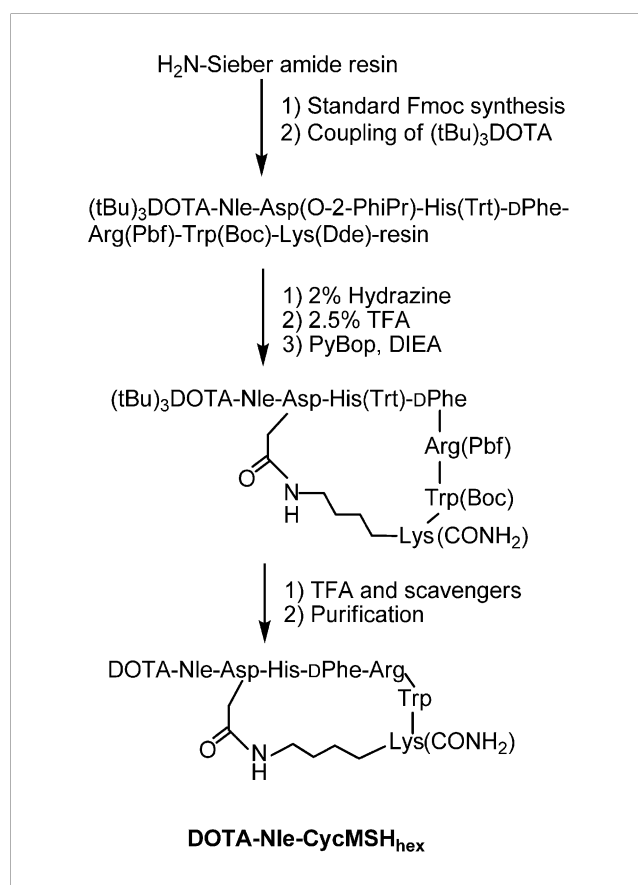 H₂N-Sieber amide resin
1) Standard Fmoc synthesis
2) Coupling of (tBu)₃DOTA
(tBu)₃DOTA-Nle-Asp(O-2-PhiPr)-His(Trt)-DPhe-
Arg(Pbf)-Trp(Boc)-Lys(Dde)-resin
1) 2% Hydrazine
2) 2.5% TFA
3) PyBop, DIEA
(tBu)₃DOTA-Nle-Asp-His(Trt)-DPhe
Arg(Pbf)
O
N
H
Trp(Boc)
Lys(CONH₂)
1) TFA and scavengers
2) Purification
DOTA-Nle-Asp-His-DPhe-Arg
Trp
O
N
H
Lys(CONH₂)
DOTA-Nle-CycMSHhex